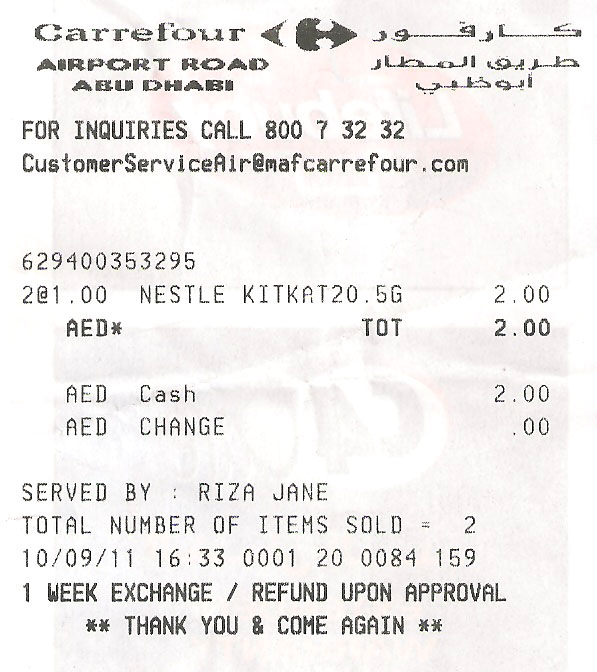 Carrefour كارفور
AIRPORT ROAD طريق المطار
ABU DHABI أبوظبي
FOR INQUIRIES CALL 800 7 32 32
CustomerServiceAir@mafcarrefour.com
629400353295
2@1.00 NESTLE KITKAT20.5G 2.00
AED* TOT 2.00
AED Cash 2.00
AED CHANGE .00
SERVED BY : RIZA JANE
TOTAL NUMBER OF ITEMS SOLD = 2
10/09/11 16:33 0001 20 0084 159
1 WEEK EXCHANGE / REFUND UPON APPROVAL
** THANK YOU & COME AGAIN **